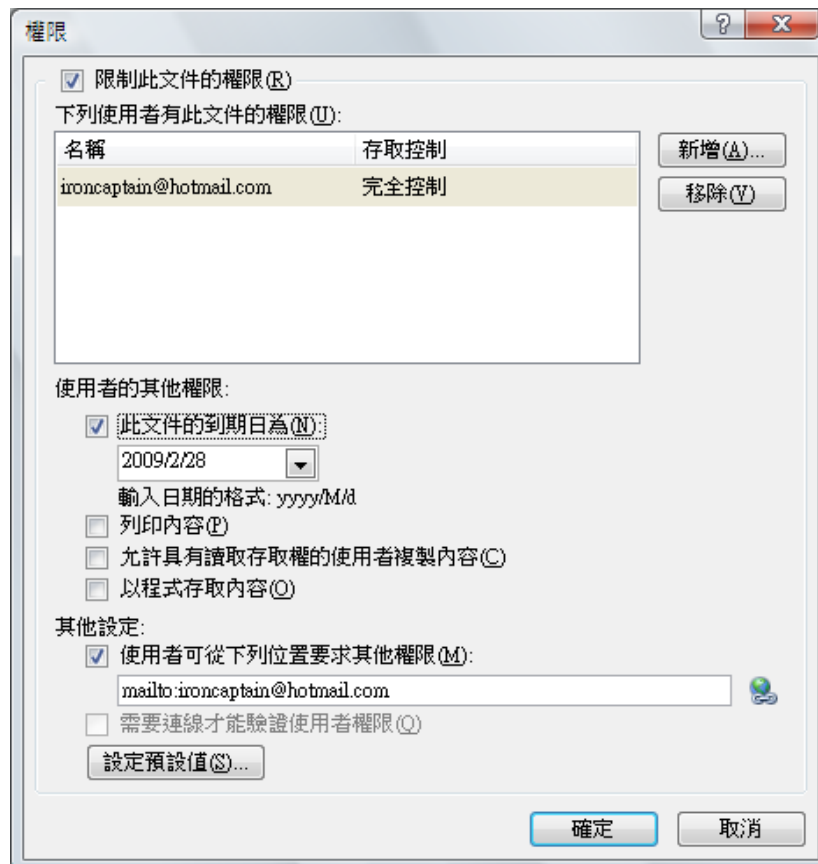 權限
限制此文件的權限(R)
下列使用者有此文件的權限(U):
名稱 存取控制
新增(A)...
ironcaptain@hotmail.com 完全控制
移除(V)
使用者的其他權限:
此文件的到期日為(N):
2009/2/28
輸入日期的格式: yyyy/M/d
列印內容(P)
允許具有讀取存取權的使用者複製內容(C)
以程式存取內容(O)
其他設定:
使用者可從下列位置要求其他權限(M):
mailto:ironcaptain@hotmail.com
需要連線才能驗證使用者權限(Q)
設定預設值(S)...
確定 取消